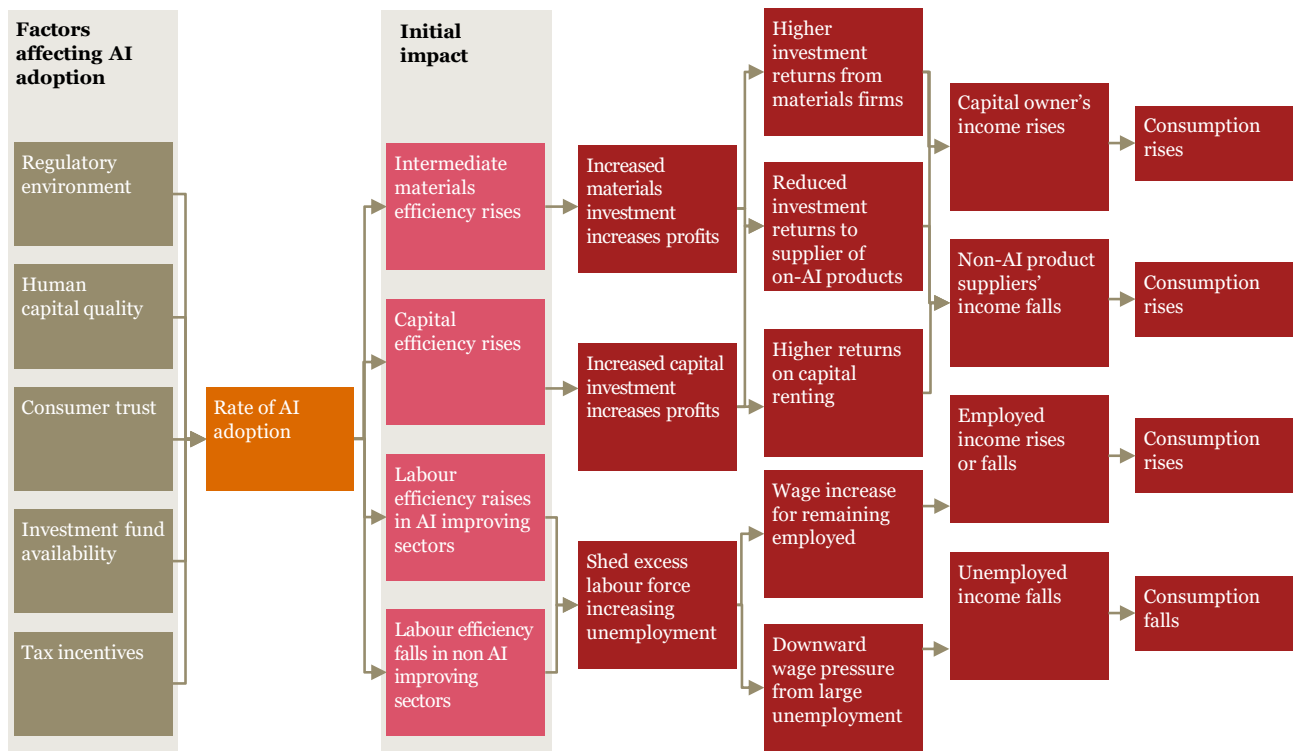 Factors
affecting AI
adoption
Regulatory
environment
Human
capital quality
Consumer trust
Investment fund
availability
Tax incentives
Rate of AI
adoption
Initial
impact
Intermediate
materials
efficiency rises
Capital
efficiency rises
Labour
efficiency raises
in AI improving
sectors
Labour efficiency
falls in non AI
improving
sectors
Increased
materials
investment
increases profits
Increased capital
investment
increases profits
Shed excess
labour force
increasing
unemployment
Higher
investment
returns from
materials firms
Reduced
investment
returns to
supplier of
on-AI products
Higher returns
on capital
renting
Wage increase
for remaining
employed
Downward
wage pressure
from large
unemployment
Capital owner’s
income rises
Non-AI product
suppliers’
income falls
Employed
income rises
or falls
Unemployed
income falls
Consumption
rises
Consumption
rises
Consumption
rises
Consumption
falls